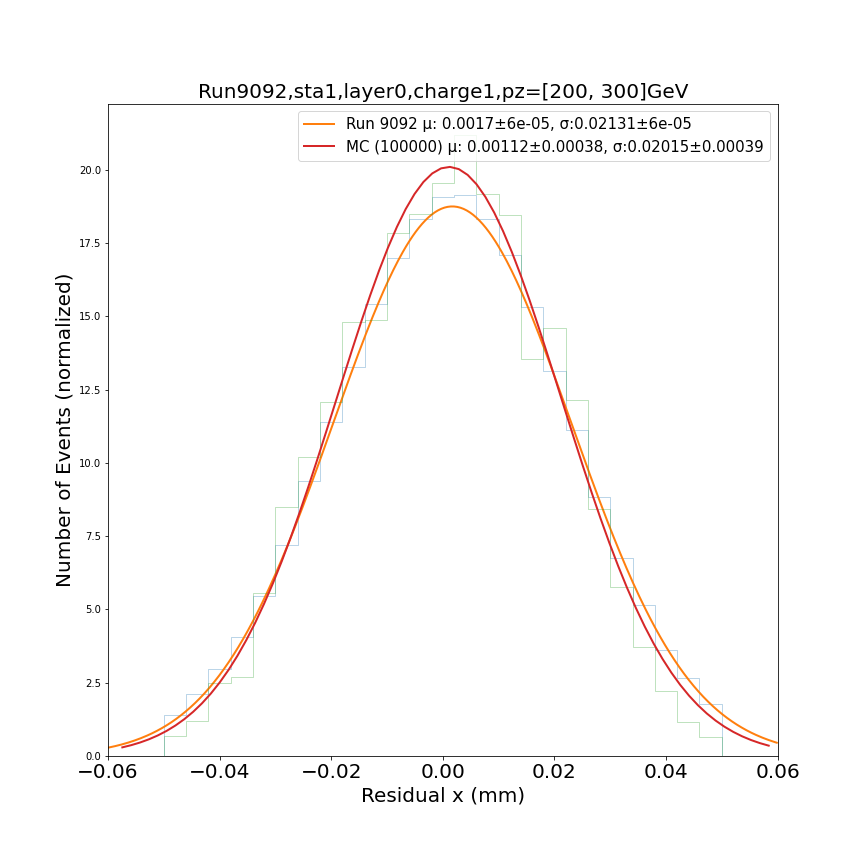 Run9092,sta1,layer0,charge1,pz=[200, 300]GeV
Run 9092 μ: 0.0017±6e-05, σ:0.02131±6e-05
MC (100000) μ: 0.00112±0.00038, σ:0.02015±0.00039
Number of Events (normalized)
20.0
17.5
15.0
12.5
10.0
7.5
5.0
2.5
0.0
−0.06 −0.04 −0.02 0.00 0.02 0.04 0.06
Residual x (mm)